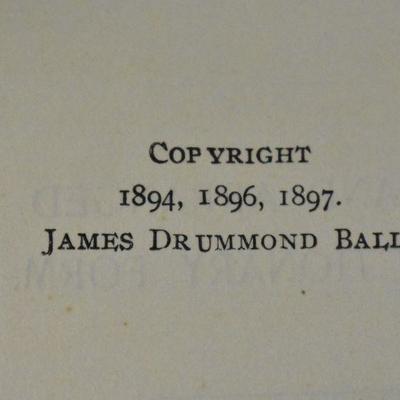 COPYRIGHT
1894, 1896, 1897.
JAMES DRUMMOND BALL